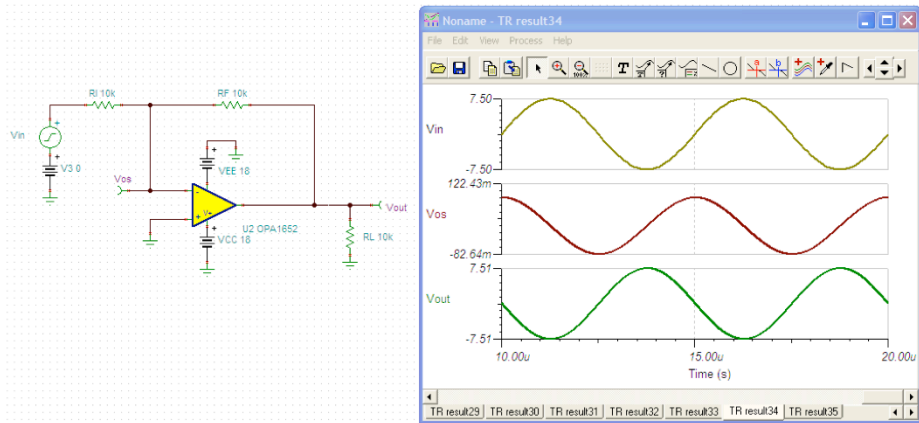 RI 10k
RF 10k
Vin
V3 0
VEE 18
Vos
U2 OPA1652
VCC 18
Vout
RL 10k
Noname - TR result34
File Edit View Process Help
T
a
b
7.50
Vin
-7.50
122.43m
Vos
-82.64m
7.51
Vout
-7.51
10.00u 15.00u 20.00u
Time (s)
TR result29 TR result30 TR result31 TR result32 TR result33 TR result34 TR result35